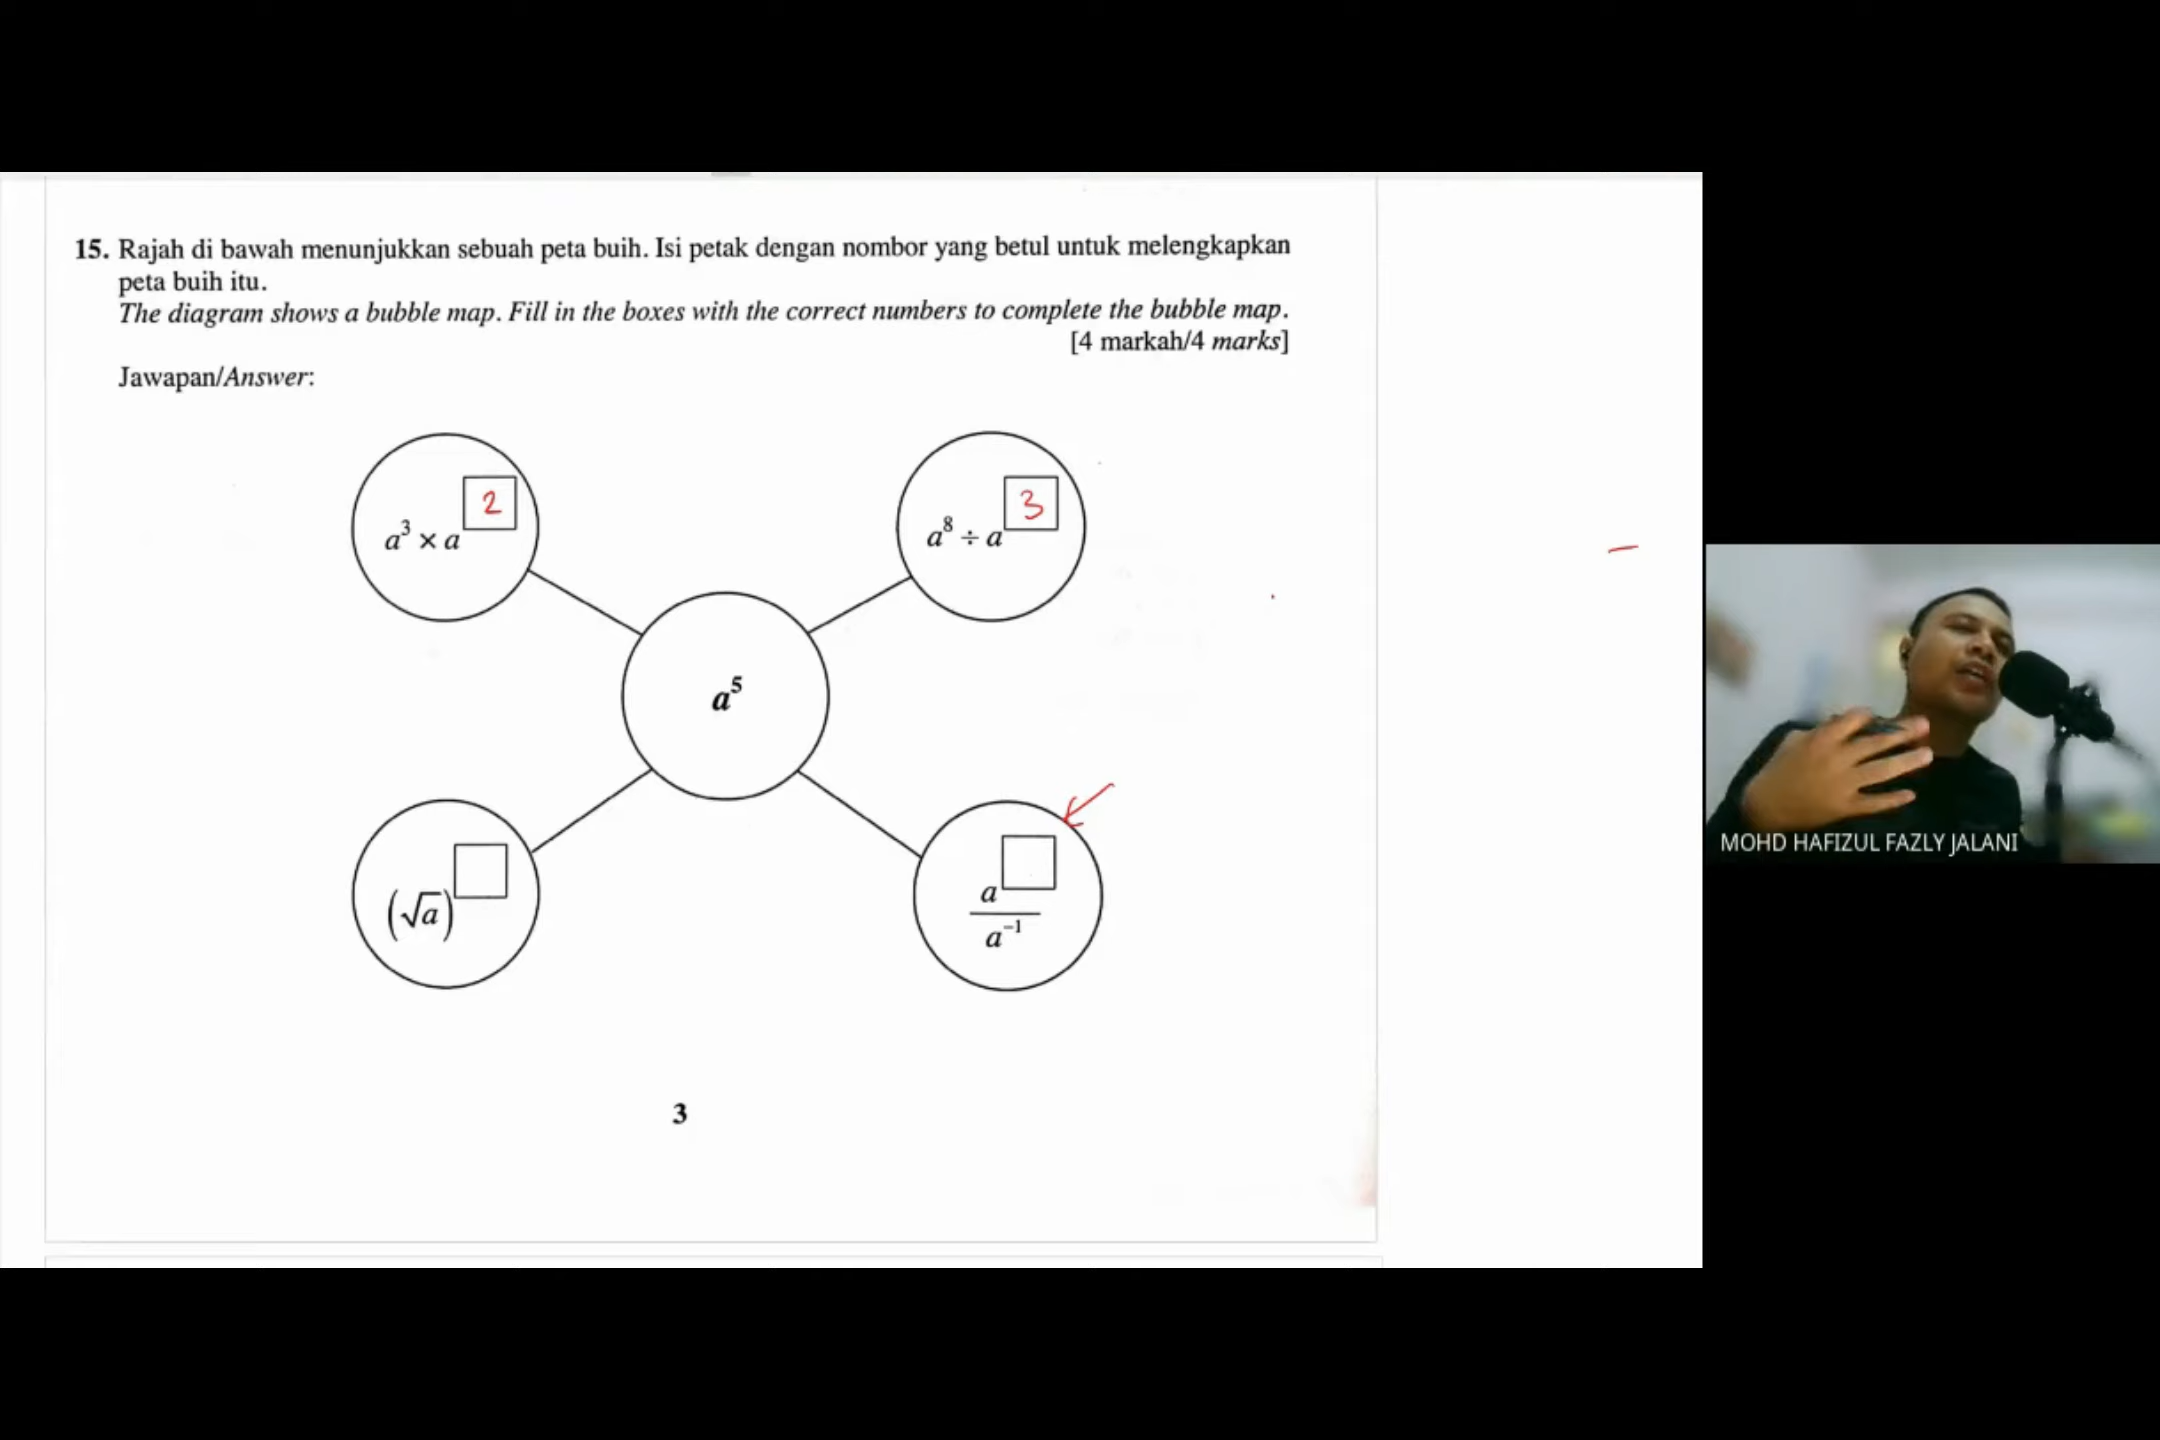 15. Rajah di bawah menunjukkan sebuah peta buih. Isi petak dengan nombor yang betul untuk melengkapkan
peta buih itu.
The diagram shows a bubble map. Fill in the boxes with the correct numbers to complete the bubble map.
[4 markah/4 marks]
Jawapan/Answer:
a³ × a^2
a⁸ ÷ a^3
a⁵
(√a)^□
a^□
a⁻¹
MOHD HAFIZUL FAZLY JALANI
3